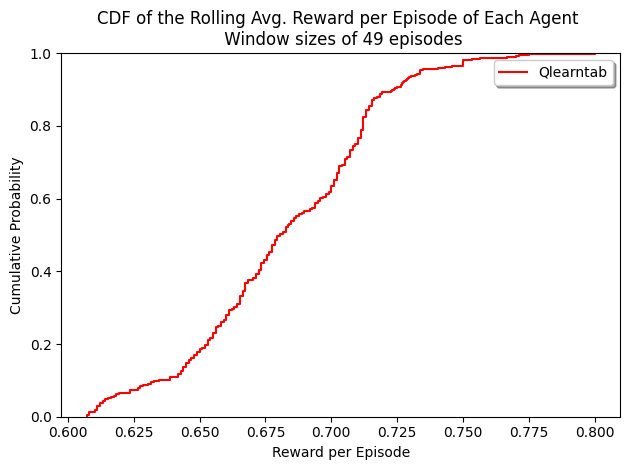 CDF of the Rolling Avg. Reward per Episode of Each Agent
Window sizes of 49 episodes
Qlearntab
Cumulative Probability
1.0
0.8
0.6
0.4
0.2
0.0
0.600 0.625 0.650 0.675 0.700 0.725 0.750 0.775 0.800
Reward per Episode